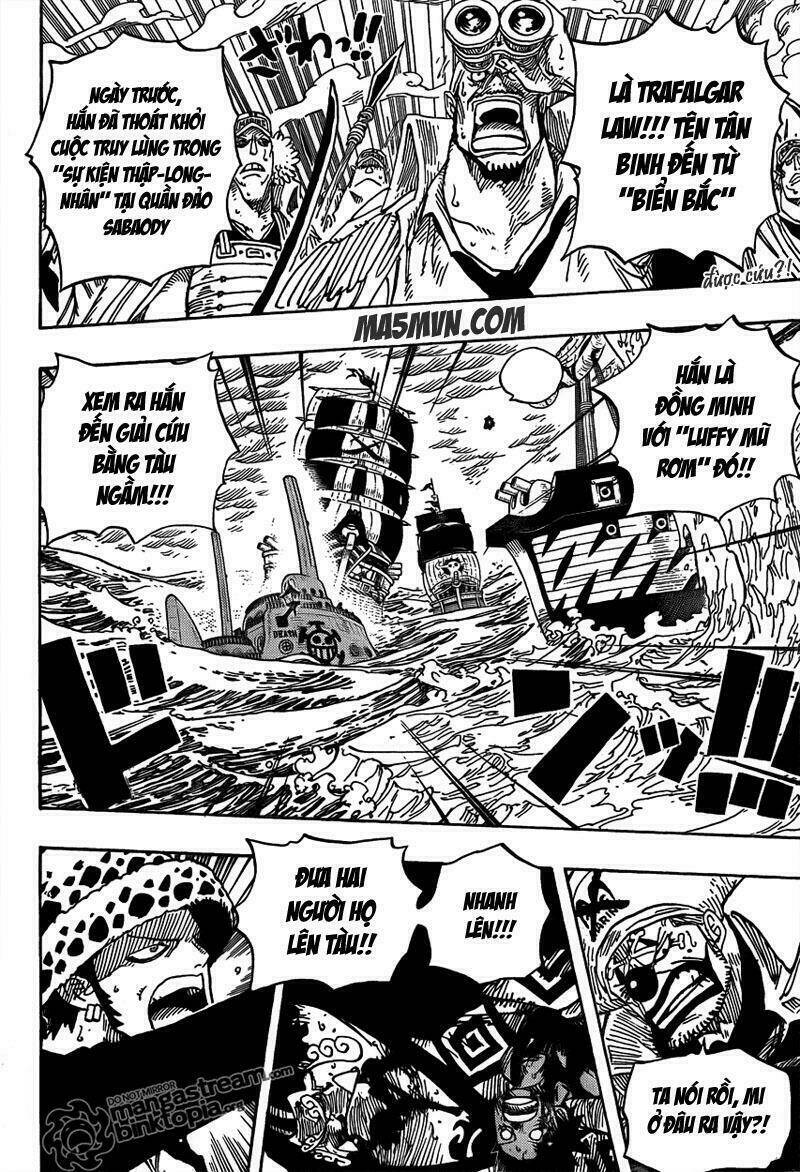 ざわっ!!
LÀ TRAFALGAR
LAW!!! TÊN TÂN
BINH ĐẾN TỪ
"BIỂN BẮC"
NGÀY TRƯỚC,
HẮN ĐÃ THOÁT KHỎI
CUỘC TRUY LÙNG TRONG
"SỰ KIỆN THẬP-LONG-
NHÂN" TẠI QUẦN ĐẢO
SABAODY
được cứu?!
MA5MVN.COM
HẮN LÀ
ĐỒNG MINH
VỚI "LUFFY MŨ
RƠM" ĐÓ!!
XEM RA HẮN
ĐẾN GIẢI CỨU
BẰNG TÀU
NGẦM!!!
DEATH
MARIN
TA NÓI RỒI, MI
Ở ĐÂU RA VẬY?!
NHANH
LÊN!!!
ĐƯA HAI
NGƯỜI HỌ
LÊN TÀU!!
DO NOT MIRROR
mangastream.com
binktopia